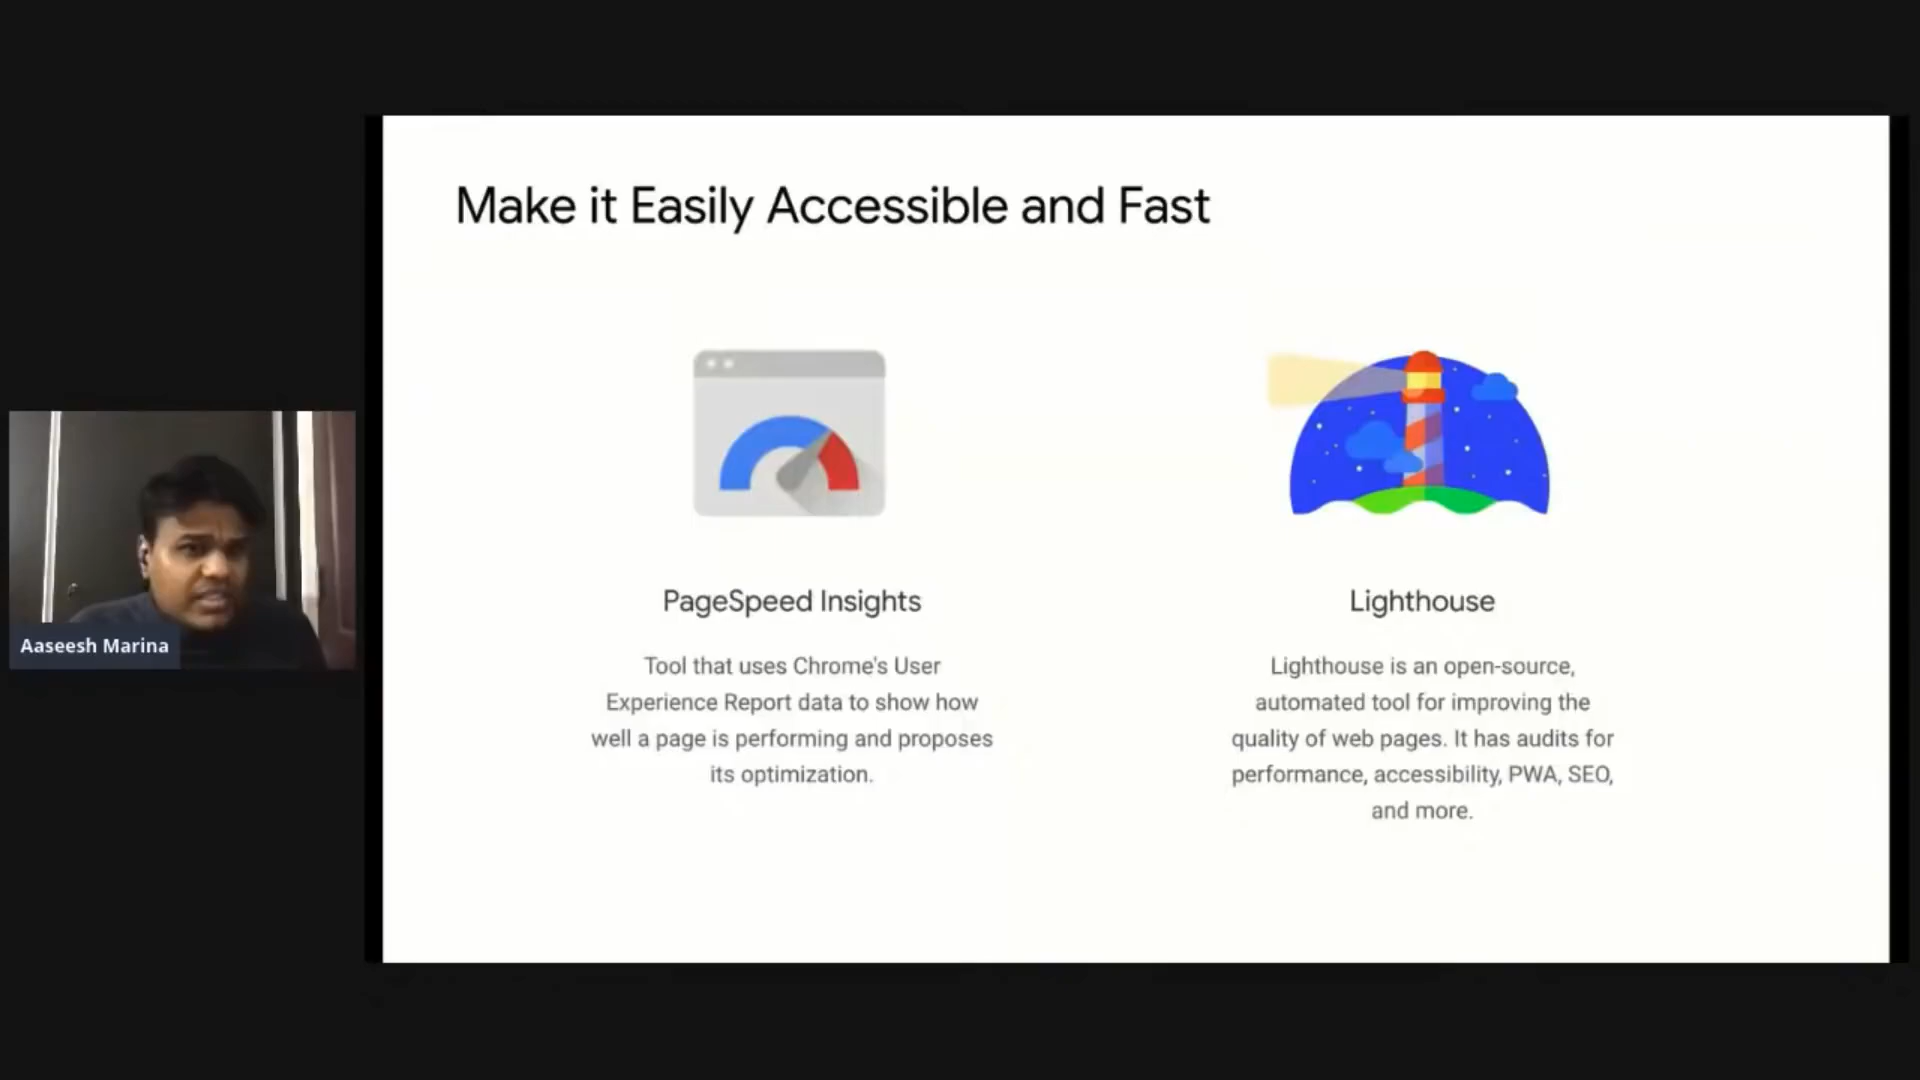 Make it Easily Accessible and Fast
PageSpeed Insights
Tool that uses Chrome's User
Experience Report data to show how
well a page is performing and proposes
its optimization.
Lighthouse
Lighthouse is an open-source,
automated tool for improving the
quality of web pages. It has audits for
performance, accessibility, PWA, SEO,
and more.
Aaseesh Marina